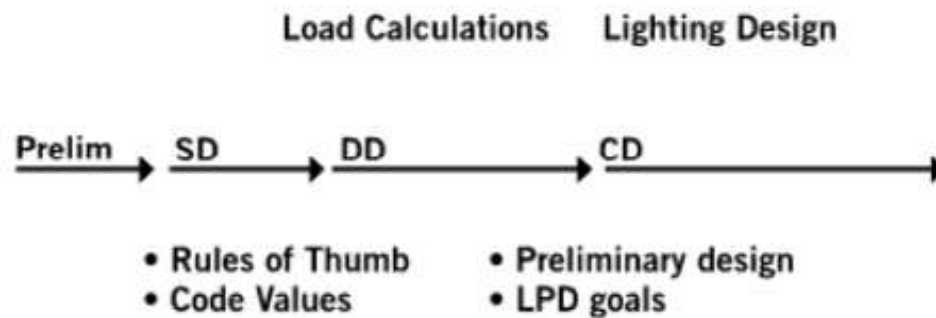 Load Calculations Lighting Design
Prelim SD DD CD
• Rules of Thumb • Preliminary design
• Code Values • LPD goals